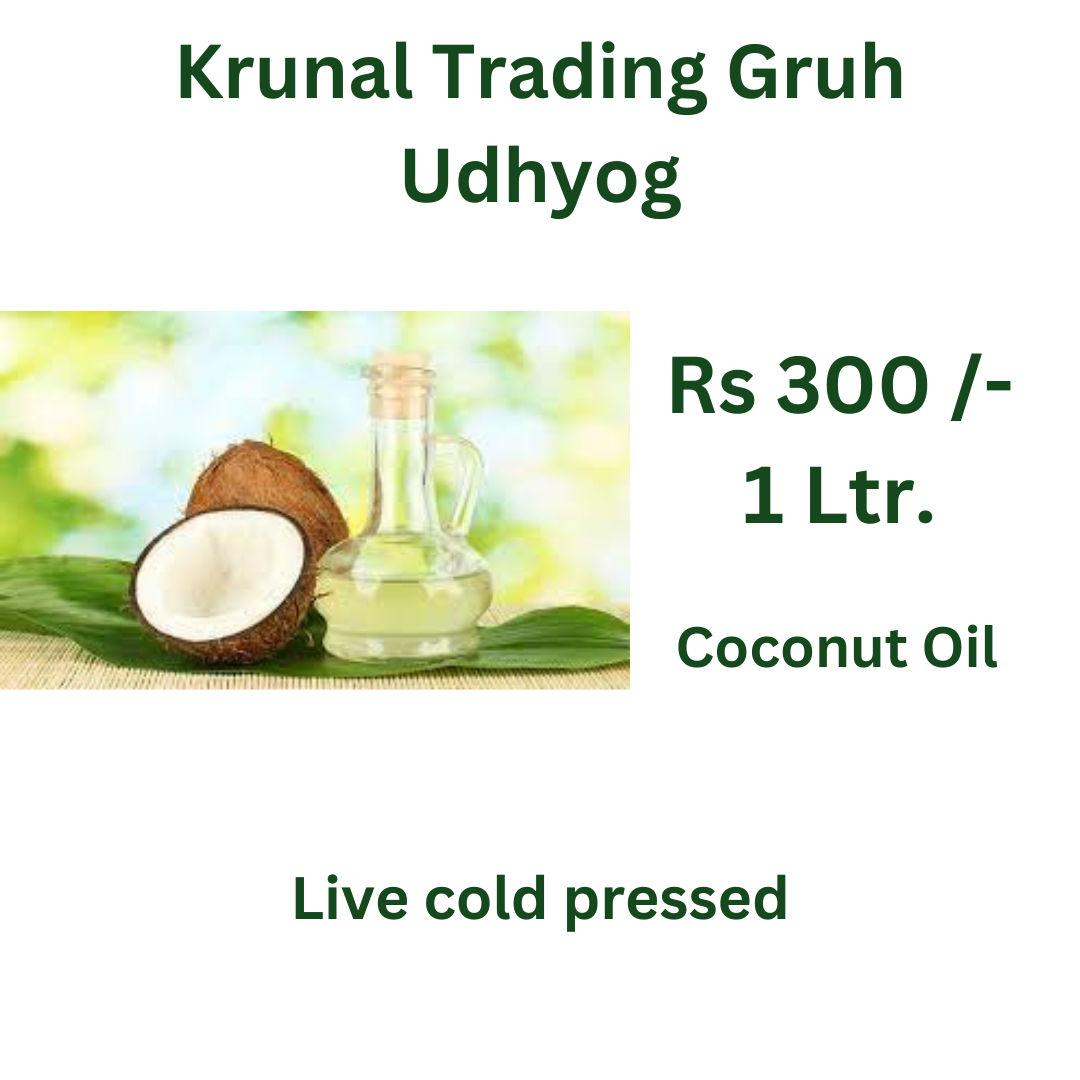 Krunal Trading Gruh
Udhyog
Rs 300 /-
1 Ltr.
Coconut Oil
Live cold pressed